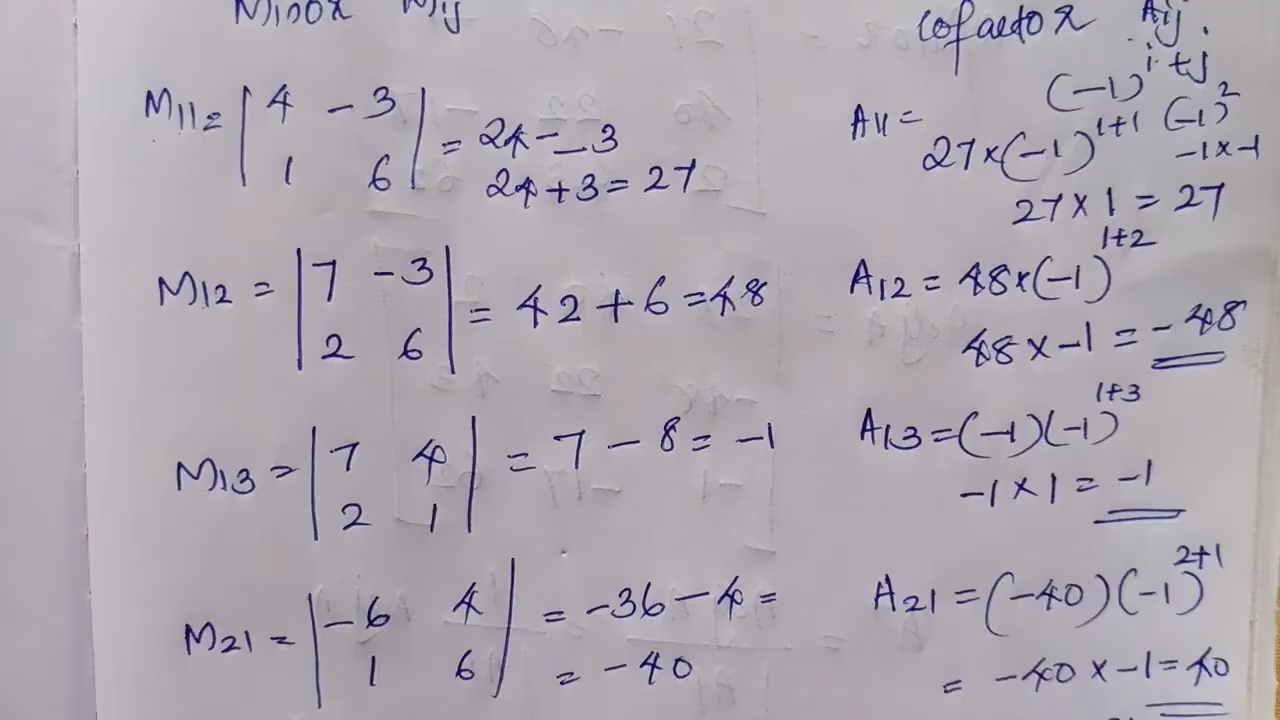 Minor Mij
cofactor Aij.
(-1)^i+j
M11 = | 4 -3 | = 24 - -3
| 1 6 | 24 + 3 = 27
A11 = 27 × (-1)^1+1 (-1)^2
-1 × -1
27 × 1 = 27
M12 = | 7 -3 | = 42 + 6 = 48
| 2 6 |
A12 = 48 × (-1)^1+2
48 × -1 = -48
M13 = | 7 4 | = 7 - 8 = -1
| 2 1 |
A13 = (-1)(-1)^1+3
-1 × 1 = -1
M21 = | -6 4 | = -36 - 4 =
| 1 6 | = -40
A21 = (-40)(-1)^2+1
= -40 × -1 = 40